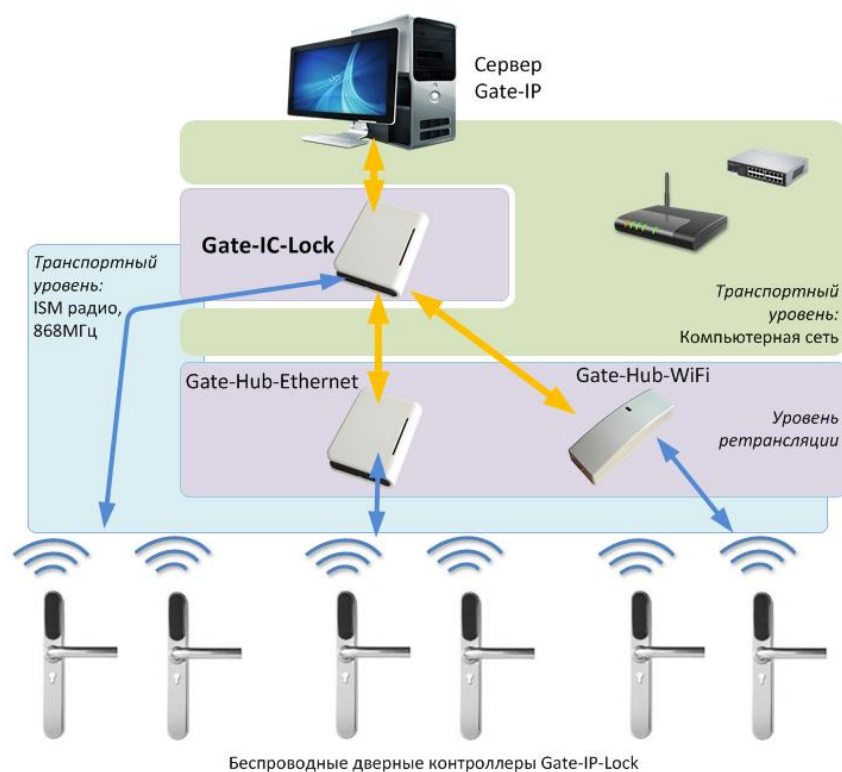 Сервер
Gate-IP
Gate-IC-Lock
Транспортный
уровень:
ISM радио,
868МГц
Транспортный
уровень:
Компьютерная сеть
Gate-Hub-Ethernet
Gate-Hub-WiFi
Уровень
ретрансляции
Беспроводные дверные контроллеры Gate-IP-Lock